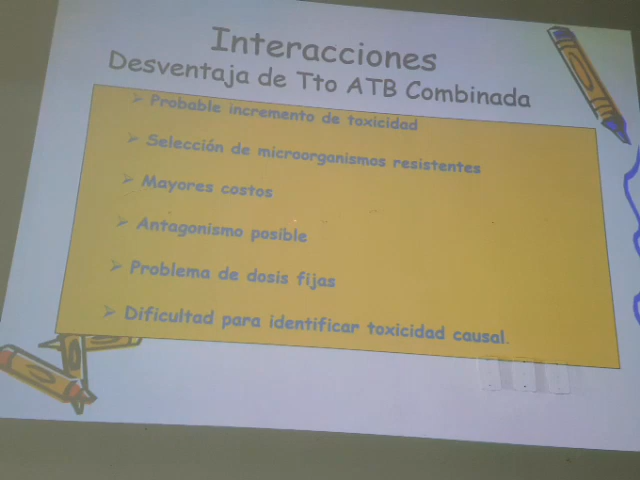 Interacciones
Desventaja de Tto ATB Combinada
➢ Probable incremento de toxicidad
➢ Selección de microorganismos resistentes
➢ Mayores costos
➢ Antagonismo posible
➢ Problema de dosis fijas
➢ Dificultad para identificar toxicidad causal.